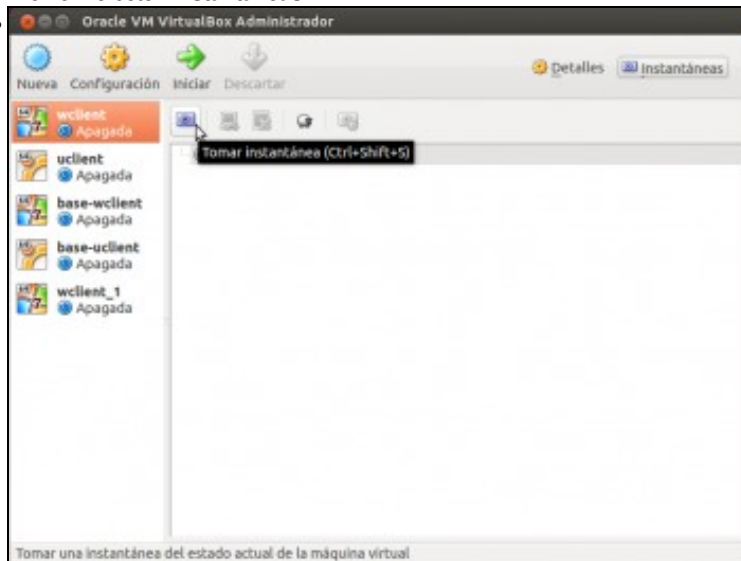 Oracle VM VirtualBox Administrador
Nueva Configuración Iniciar Descartar
Detalles Instantáneas
wclient
Apagada
Tomar instantánea (Ctrl+Shift+S)
uclient
Apagada
base-wclient
Apagada
base-uclient
Apagada
wclient_1
Apagada
Tomar una instantánea del estado actual de la máquina virtual